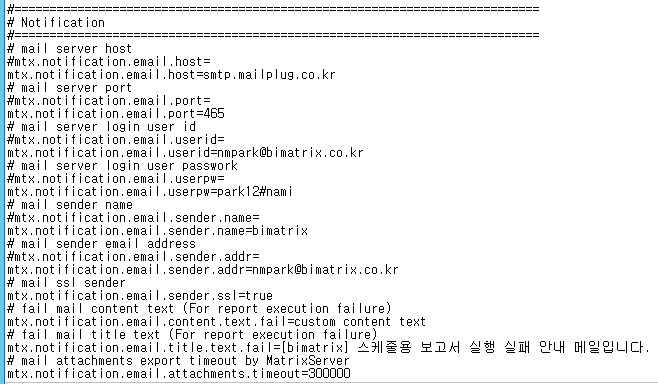 #===========================================================================
# Notification
#===========================================================================
# mail server host
#mtx.notification.email.host=
mtx.notification.email.host=smtp.mailplug.co.kr
# mail server port
#mtx.notification.email.port=
mtx.notification.email.port=465
# mail server login user id
#mtx.notification.email.userid=
mtx.notification.email.userid=nmpark@bimatrix.co.kr
# mail server login user passwork
#mtx.notification.email.userpw=
mtx.notification.email.userpw=park12#nami
# mail sender name
#mtx.notification.email.sender.name=
mtx.notification.email.sender.name=bimatrix
# mail sender email address
#mtx.notification.email.sender.addr=
mtx.notification.email.sender.addr=nmpark@bimatrix.co.kr
# mail ssl sender
mtx.notification.email.sender.ssl=true
# fail mail content text (For report execution failure)
mtx.notification.email.content.text.fail=custom content text
# fail mail title text (For report execution failure)
mtx.notification.email.title.text.fail=[bimatrix] 스케줄용 보고서 실행 실패 안내 메일입니다.
# mail attachments export timeout by MatrixServer
mtx.notification.email.attachments.timeout=300000